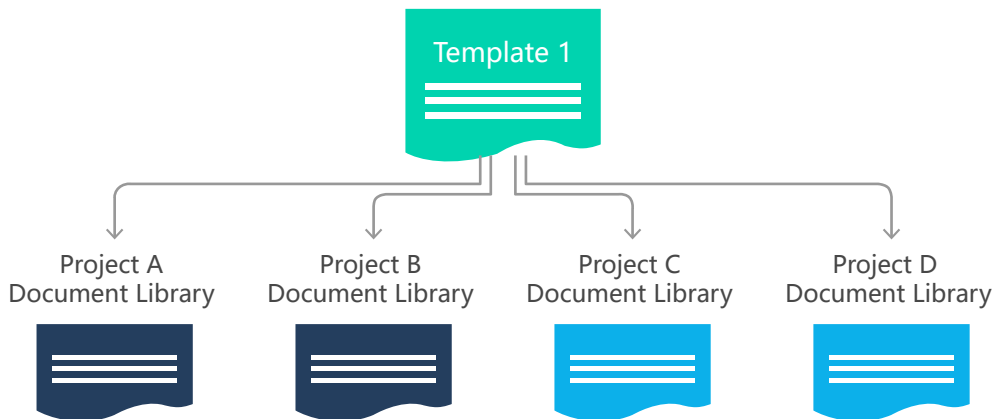 Template 1
Project A
Document Library
Project B
Document Library
Project C
Document Library
Project D
Document Library